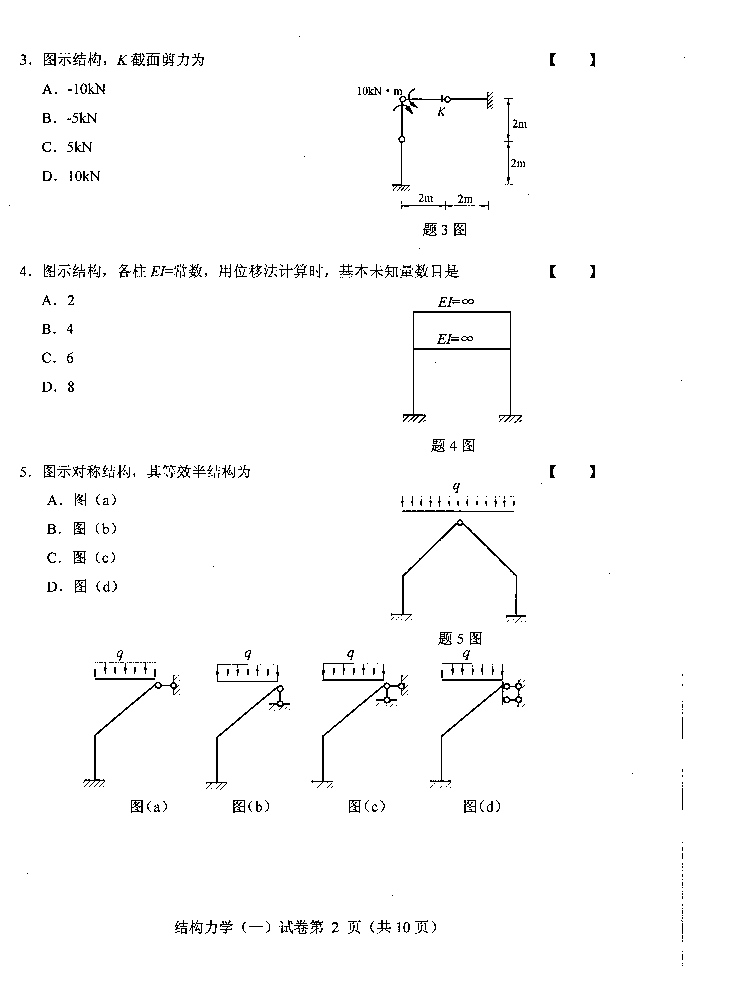 3. 图示结构，K 截面剪力为 【 】
A. -10kN
B. -5kN
C. 5kN
D. 10kN
10kN·m
K
2m
2m
2m 2m
题 3 图
4. 图示结构，各柱 EI=常数，用位移法计算时，基本未知量数目是 【 】
A. 2
B. 4
C. 6
D. 8
EI=∞
EI=∞
题 4 图
5. 图示对称结构，其等效半结构为 【 】
A. 图（a）
B. 图（b）
C. 图（c）
D. 图（d）
q
题 5 图
q q q q
图（a） 图（b） 图（c） 图（d）
结构力学（一）试卷第 2 页（共 10 页）